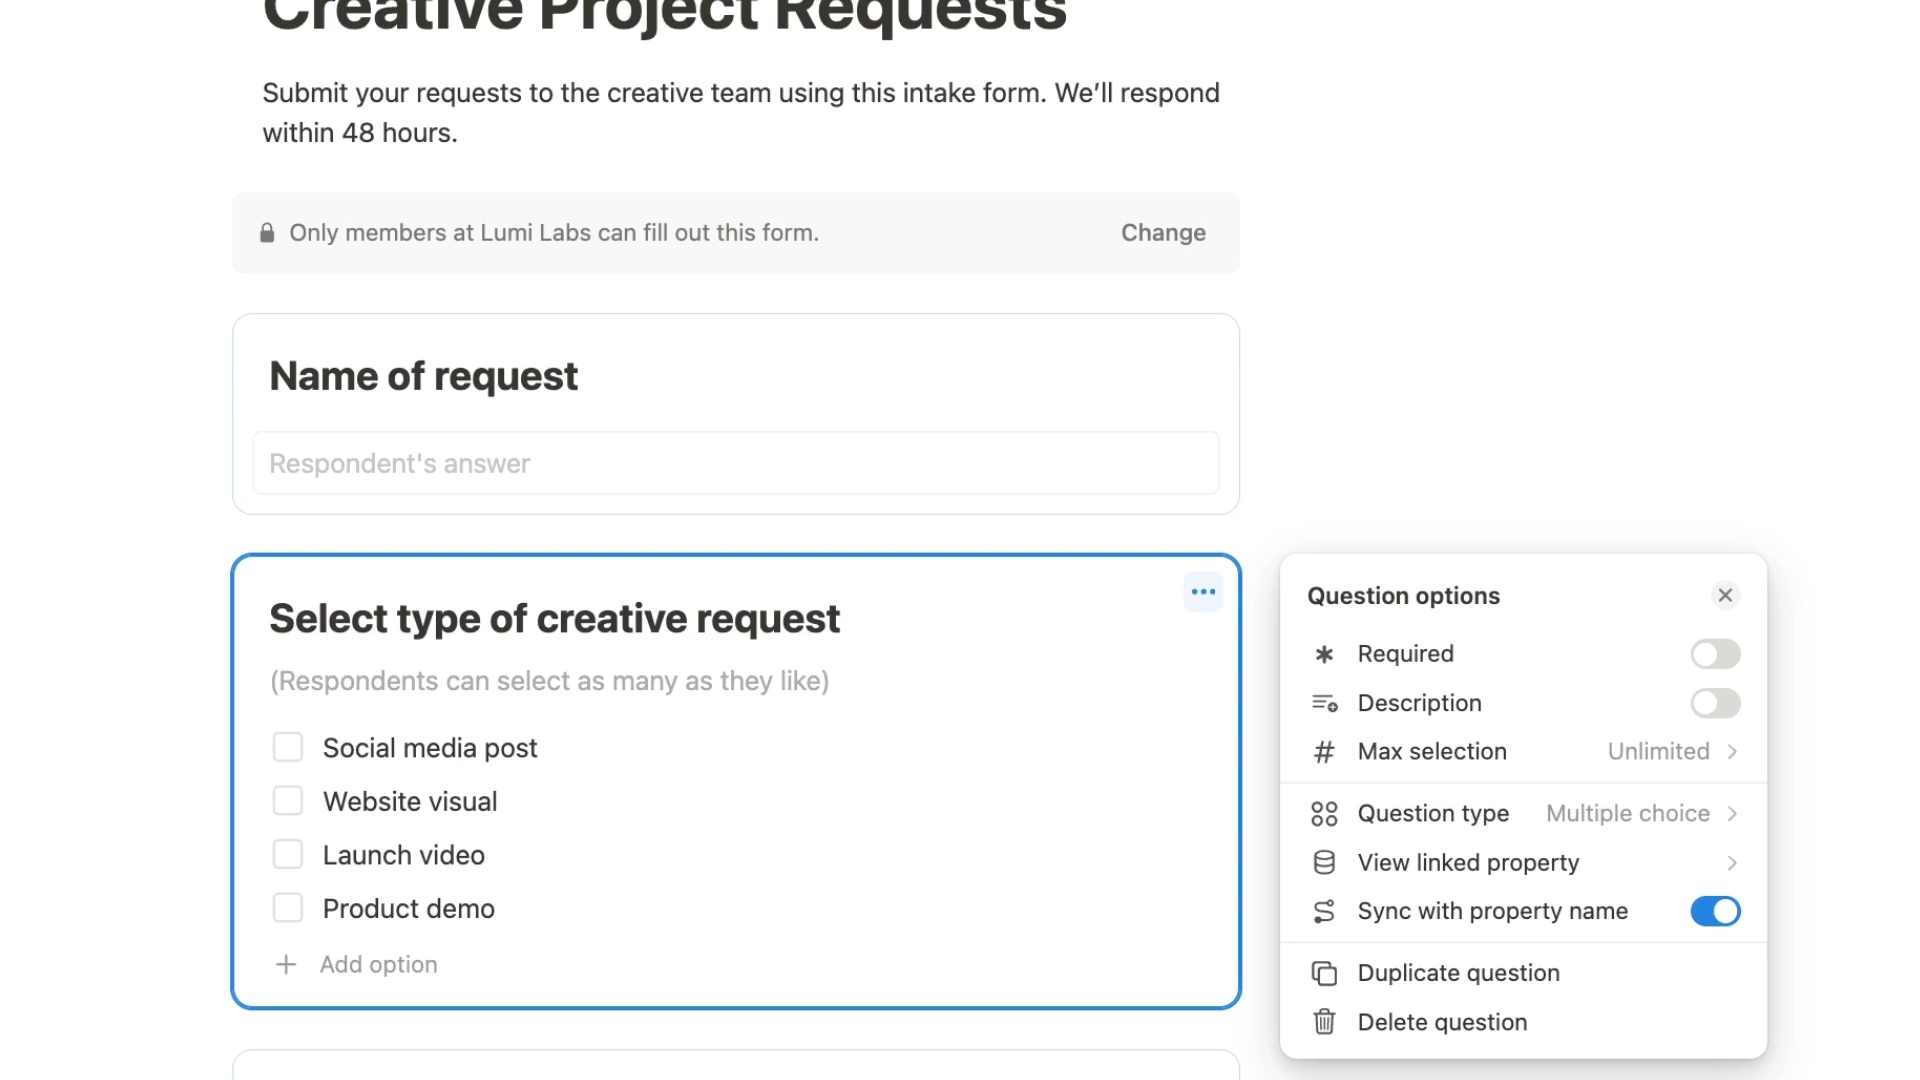 Creative Project Requests
Submit your requests to the creative team using this intake form. We’ll respond
within 48 hours.
Only members at Lumi Labs can fill out this form.
Change
Name of request
Respondent's answer
Select type of creative request
(Respondents can select as many as they like)
Social media post
Website visual
Launch video
Product demo
Add option
Question options
Required
Description
Max selection Unlimited
Question type Multiple choice
View linked property
Sync with property name
Duplicate question
Delete question